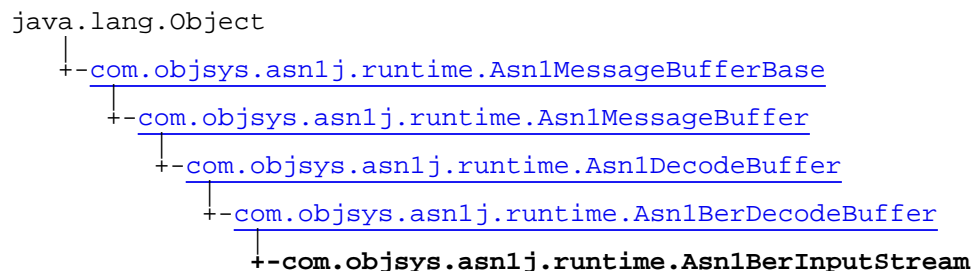 java.lang.Object
+-com.objsys.asn1j.runtime.Asn1MessageBufferBase
+-com.objsys.asn1j.runtime.Asn1MessageBuffer
+-com.objsys.asn1j.runtime.Asn1DecodeBuffer
+-com.objsys.asn1j.runtime.Asn1BerDecodeBuffer
+-com.objsys.asn1j.runtime.Asn1BerInputStream